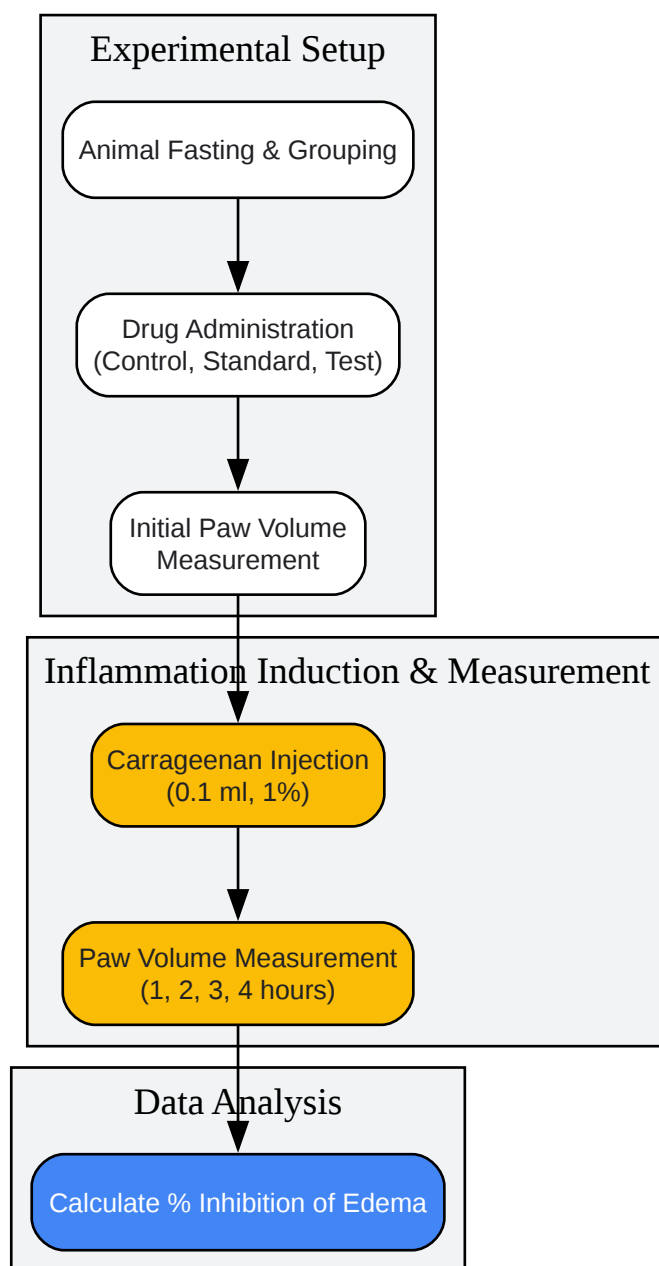 Experimental Setup
Animal Fasting & Grouping
Drug Administration
(Control, Standard, Test)
Initial Paw Volume
Measurement
Inflammation Induction & Measurement
Carrageenan Injection
(0.1 ml, 1%)
Paw Volume Measurement
(1, 2, 3, 4 hours)
Data Analysis
Calculate % Inhibition of Edema